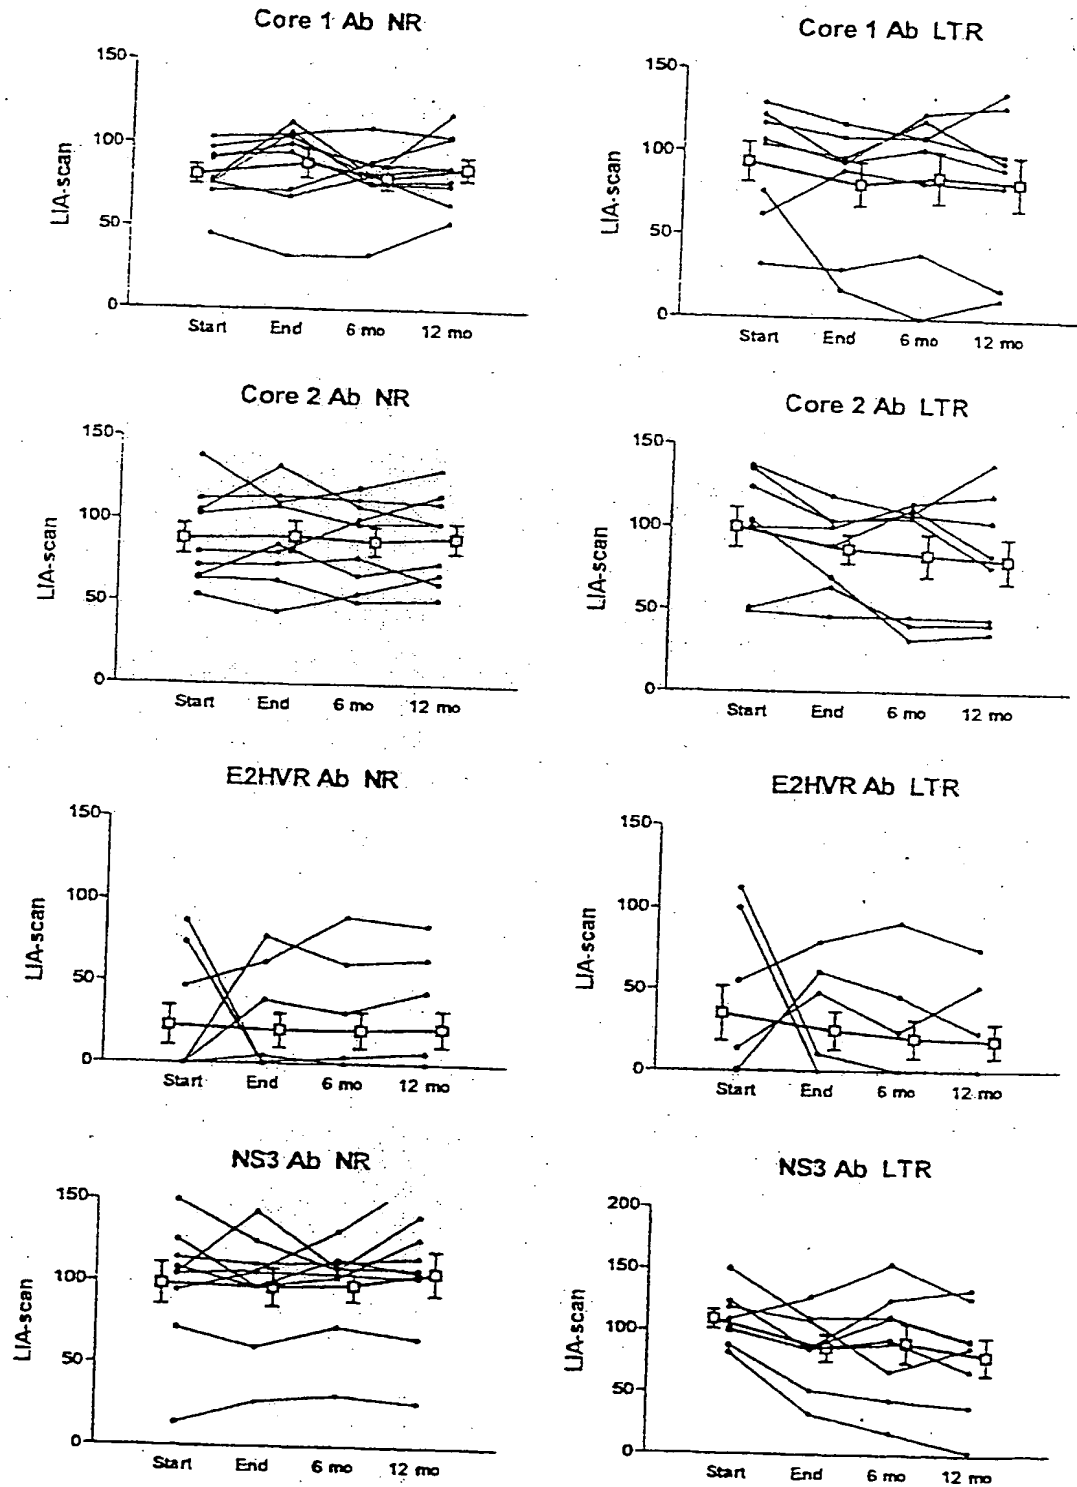 Core 1 Ab NR
150
100
50
0
LIA-scan
Start End 6 mo 12 mo
Core 1 Ab LTR
150
100
50
0
LIA-scan
Start End 6 mo 12 mo
Core 2 Ab NR
150
100
50
0
LIA-scan
Start End 6 mo 12 mo
Core 2 Ab LTR
150
100
50
0
LIA-scan
Start End 6 mo 12 mo
E2HVR Ab NR
150
100
50
0
LIA-scan
Start End 6 mo 12 mo
E2HVR Ab LTR
150
100
50
0
LIA-scan
Start End 6 mo 12 mo
NS3 Ab NR
150
100
50
0
LIA-scan
Start End 6 mo 12 mo
NS3 Ab LTR
200
150
100
50
0
LIA-scan
Start End 6 mo 12 mo